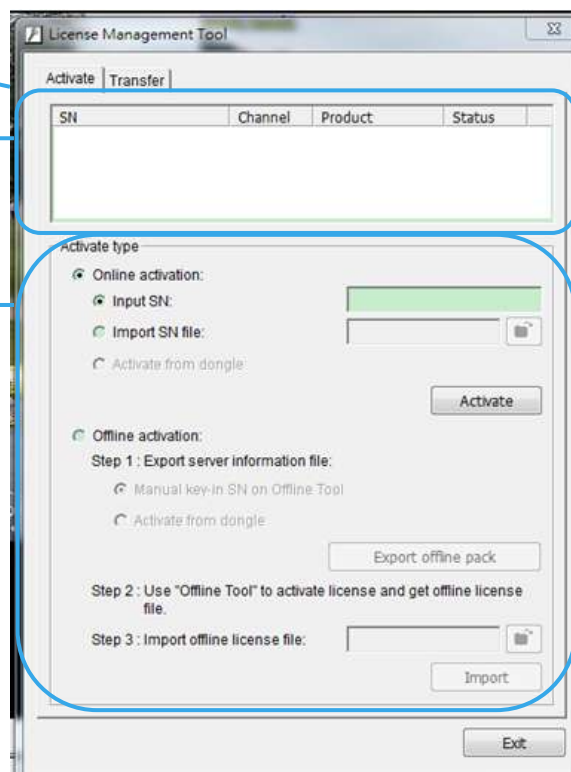 License Management Tool
Activate Transfer
SN Channel Product Status
Activate type
Online activation:
Input SN:
Import SN file:
Activate from dongle
Activate
Offline activation:
Step 1 : Export server information file:
Manual key-in SN on Offline Tool
Activate from dongle
Export offline pack
Step 2 : Use "Offline Tool" to activate license and get offline license
file.
Step 3 : Import offline license file:
Import
Exit